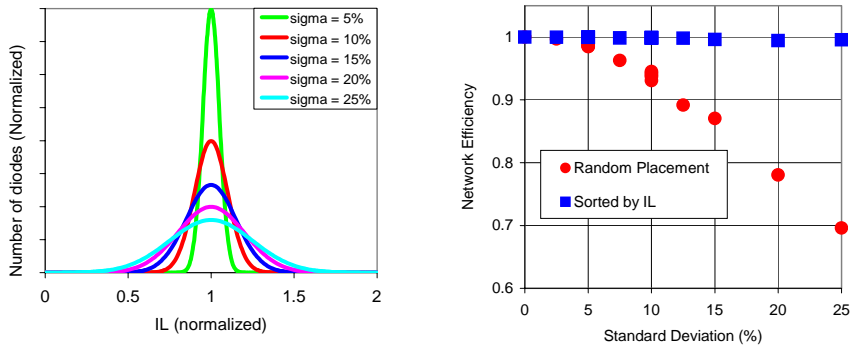 sigma = 5%
sigma = 10%
sigma = 15%
sigma = 20%
sigma = 25%
Number of diodes (Normalized)
0
0.5
1
1.5
2
IL (normalized)
1
0.9
0.8
0.7
0.6
Network Efficiency
Random Placement
Sorted by IL
0
5
10
15
20
25
Standard Deviation (%)